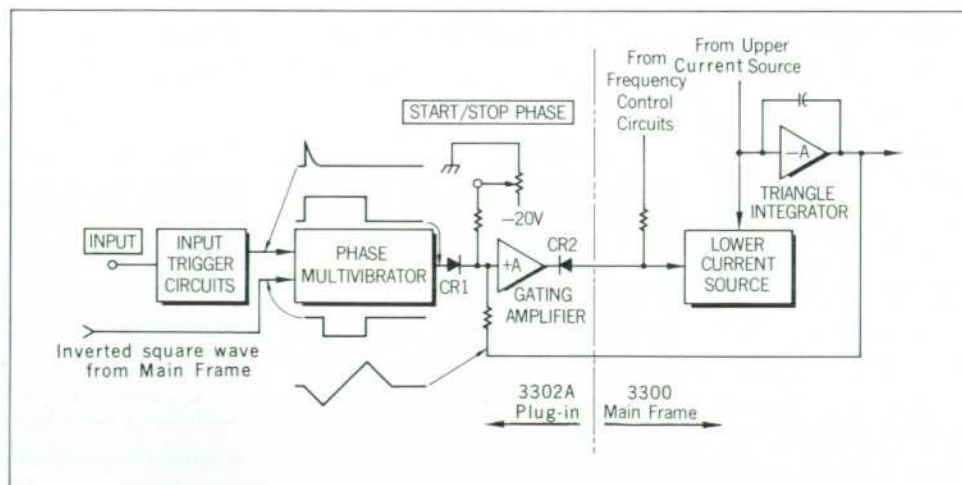 From Upper
Current Source
From
Frequency
Control
Circuits
START/STOP PHASE
−20V
−A
TRIANGLE
INTEGRATOR
INPUT
INPUT
TRIGGER
CIRCUITS
PHASE
MULTIVIBRATOR
CR1
+A
CR2
GATING
AMPLIFIER
LOWER
CURRENT
SOURCE
Inverted square wave
from Main Frame
3302A
Plug-in
3300
Main Frame